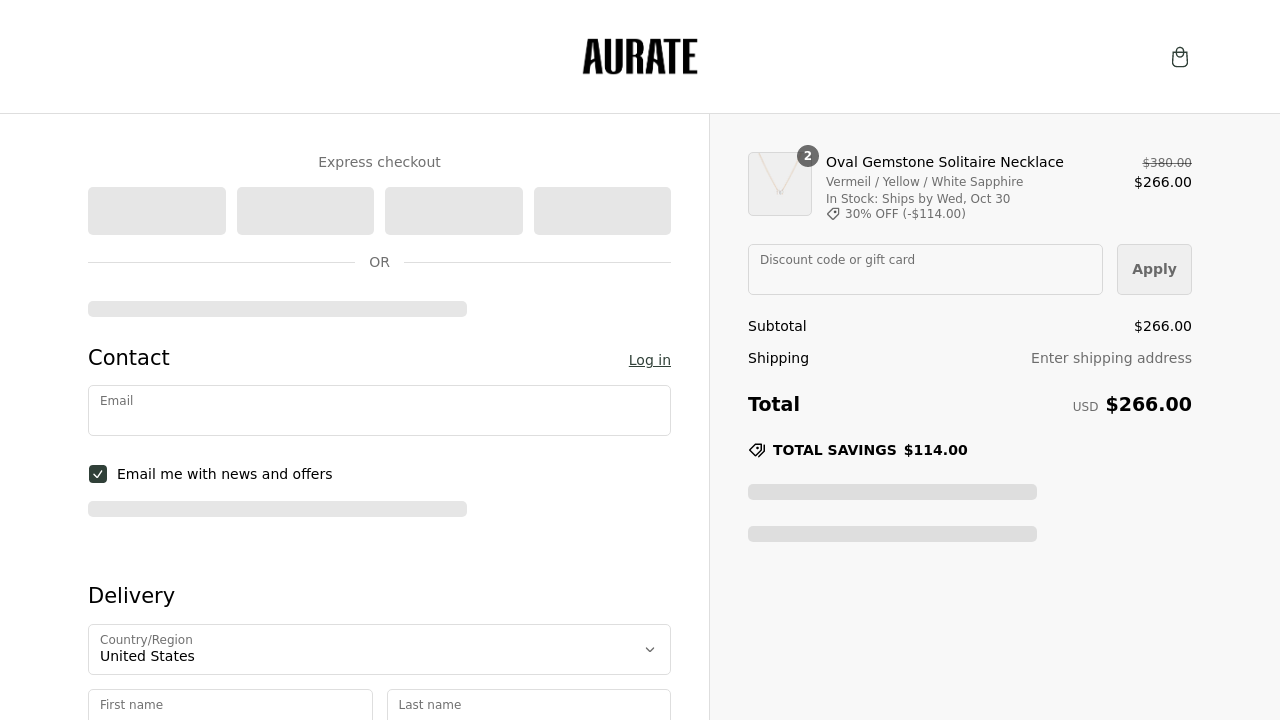 AURATE
Express checkout
OR
Contact
Log in
Email
Email me with news and offers
Delivery
Country/Region
United States
First name
Last name
2
Oval Gemstone Solitaire Necklace
$380.00
Vermeil / Yellow / White Sapphire
$266.00
In Stock: Ships by Wed, Oct 30
30% OFF (-$114.00)
Discount code or gift card
Apply
Subtotal
$266.00
Shipping
Enter shipping address
Total
USD $266.00
TOTAL SAVINGS $114.00